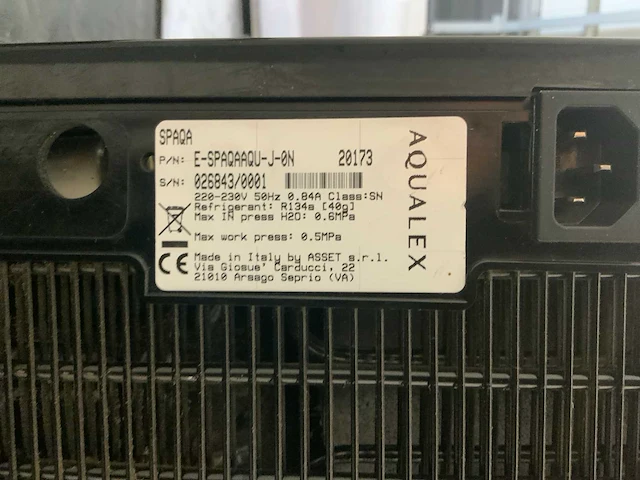 SPAQA
P/N: E-SPAQAAQU-J-0N 20173
S/N: 026843/0001
220-230V 50Hz 0.84A Class:SN
Refrigerant: R134a [40g]
Max IN press H2O: 0.6MPa
Max work press: 0.5MPa
CE
Made in Italy by ASSET s.r.l.
Via Giosue' Carducci, 22
21010 Arsago Seprio (VA)
AQUALEX